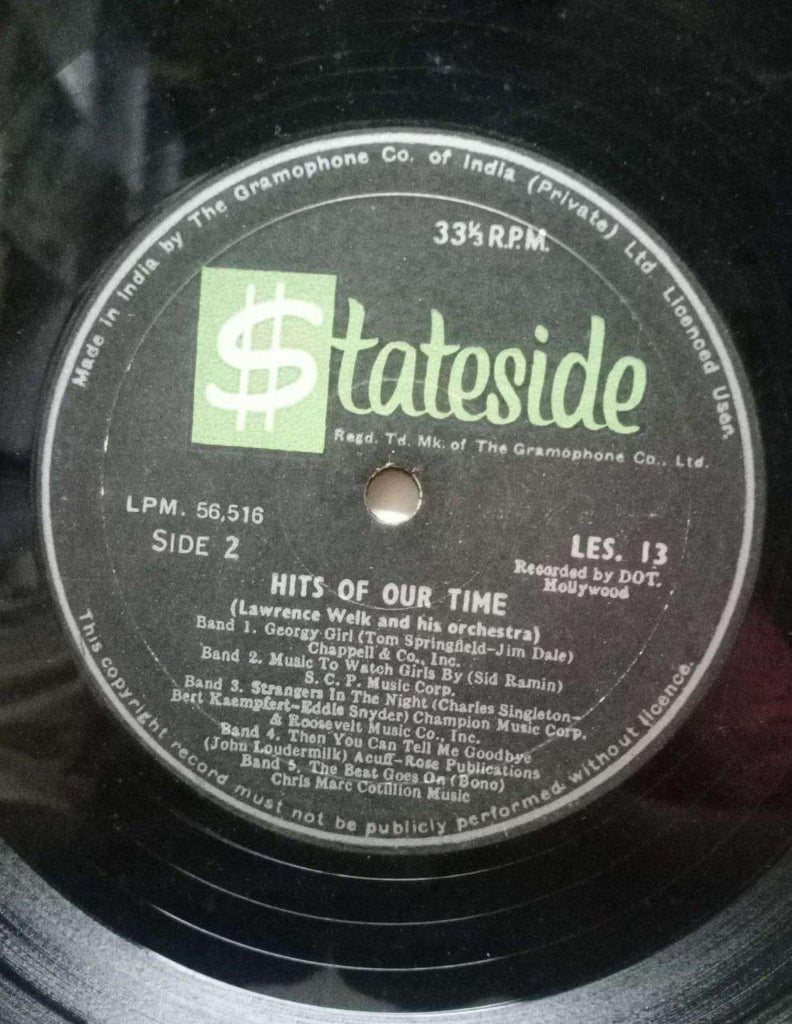 Made in India by The Gramophone Co. of India (Private) Ltd Licenced User.
33⅓ R.P.M.
$tateside
Regd. Td. Mk. of The Gramophone Co., Ltd.
LPM. 56,516
SIDE 2
LES. 13
Recorded by DOT.
Hollywood
HITS OF OUR TIME
(Lawrence Welk and his orchestra)
Band 1. Georgy Girl (Tom Springfield-Jim Dale)
Chappell & Co., Inc.
Band 2. Music To Watch Girls By (Sid Ramin)
S. C. P. Music Corp.
Band 3. Strangers In The Night (Charles Singleton-
Bert Kaempfert-Eddie Snyder) Champion Music Corp.
& Roosevelt Music Co., Inc.
Band 4. Then You Can Tell Me Goodbye
(John Loudermilk) Acuff-Rose Publications
Band 5. The Beat Goes On (Bono)
Chris Marc Cotillion Music
This copyright record must not be publicly performed without licence.